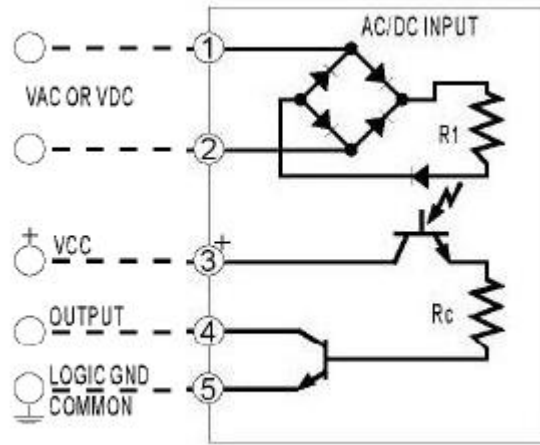 AC/DC INPUT
1
VAC OR VDC
R1
2
+
VCC
+
3
OUTPUT
4
Rc
LOGIC GND
COMMON
5